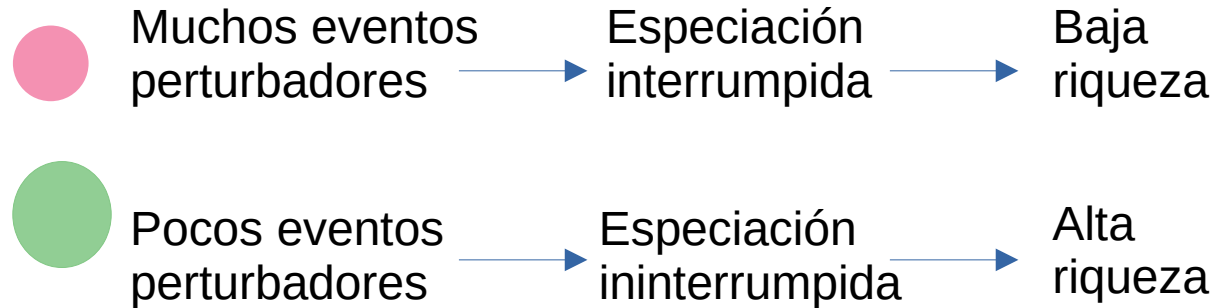 Muchos eventos perturbadores
Especiación interrumpida
Baja riqueza
Pocos eventos perturbadores
Especiación ininterrumpida
Alta riqueza